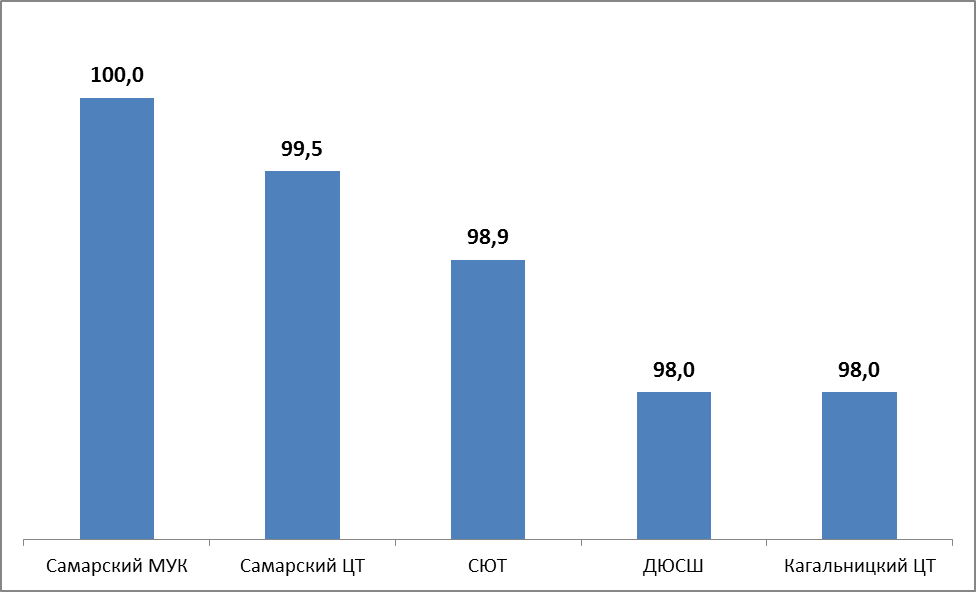 100,0
99,5
98,9
98,0
98,0
Самарский МУК
Самарский ЦТ
СЮТ
ДЮСШ
Кагальницкий ЦТ